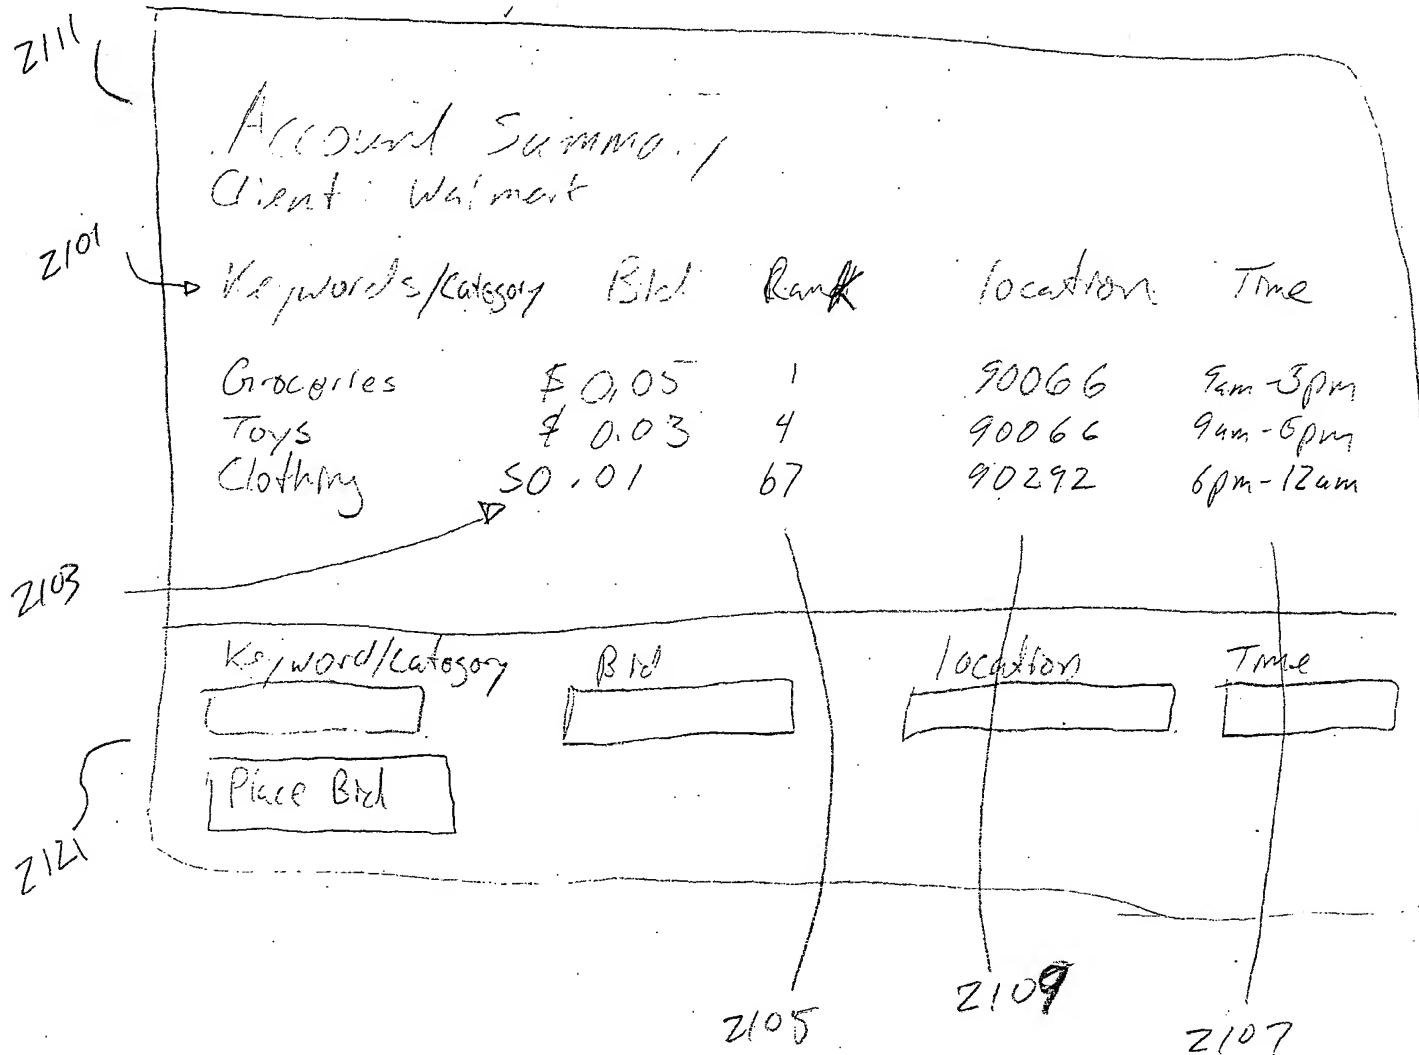 2111
Account Summary
Client: Walmart
2101
Keywords/Category Bid Rank location Time
Groceries $0.05 1 90066 9am-3pm
Toys $0.03 4 90066 9am-6pm
Clothing $0.01 67 90292 6pm-12am
2103
Keyword/Category Bid location Time
Place Bid
2121
2105 2109 2107